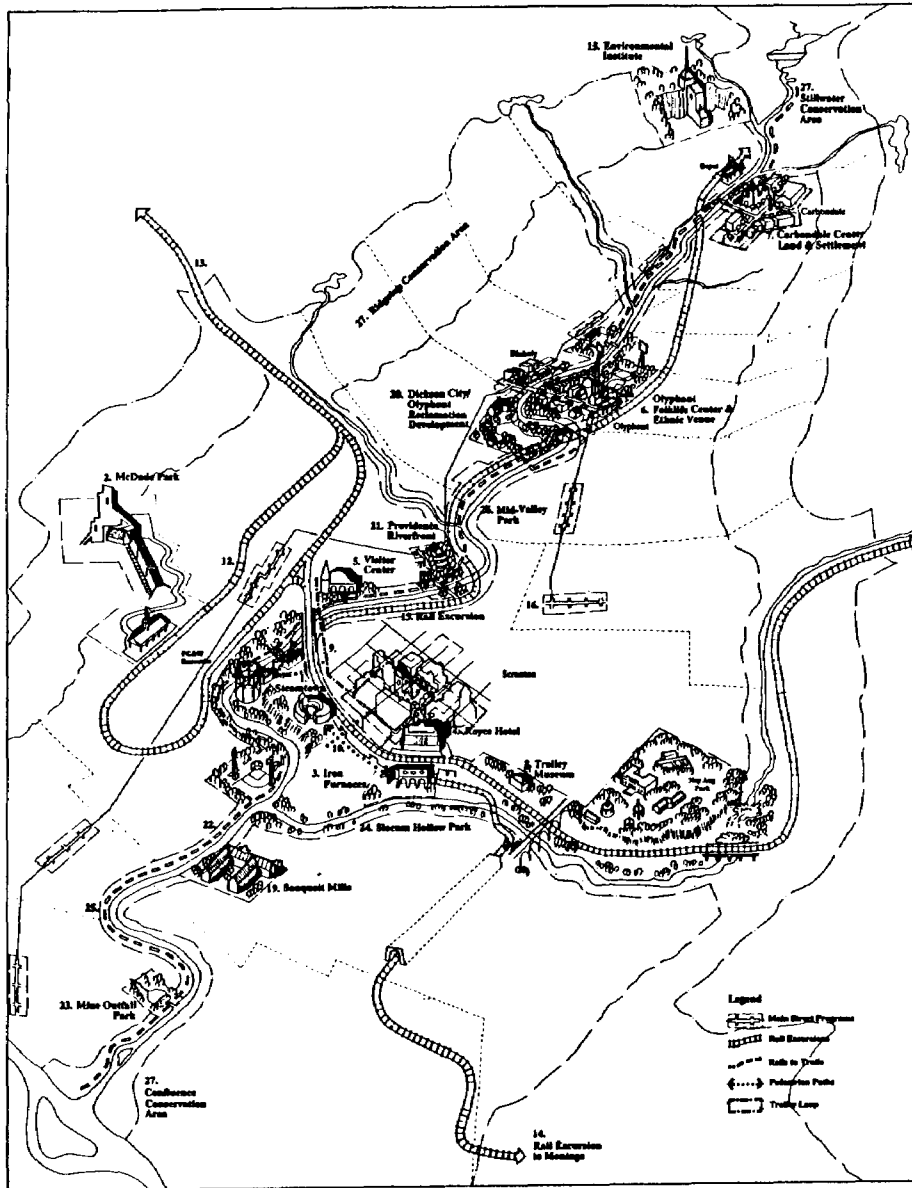 18. Environmental
Institute
27.
Stillwater
Conservation
Area
Depot
Carbondale
7. Carbondale Center
Land & Settlement
13.
27. Ridgetop Conservation Area
Blakely
20. Dickson City/
Olyphant
Reclamation
Development
Olyphant
6. Folklife Center &
Ethnic Venue
Olyphant
2. McDade Park
26. Mid-Valley
Park
21. Providence
Riverfront
5. Visitor
Center
12.
16.
15. Rail Excursion
9.
Scranton
Steamtown
4. Royce Hotel
10.
3. Iron
Furnaces
8. Trolley
Museum
Nay Aug
Park
24. Slocum Hollow Park
22.
19. Sauquoit Mills
25.
23. Mine Outfall
Park
27.
Confluence
Conservation
Area
14.
Rail Excursion
to Moosic
Legend
Main Street Programs
Rail Excursions
Rails to Trails
Pedestrian Paths
Trolley Loop